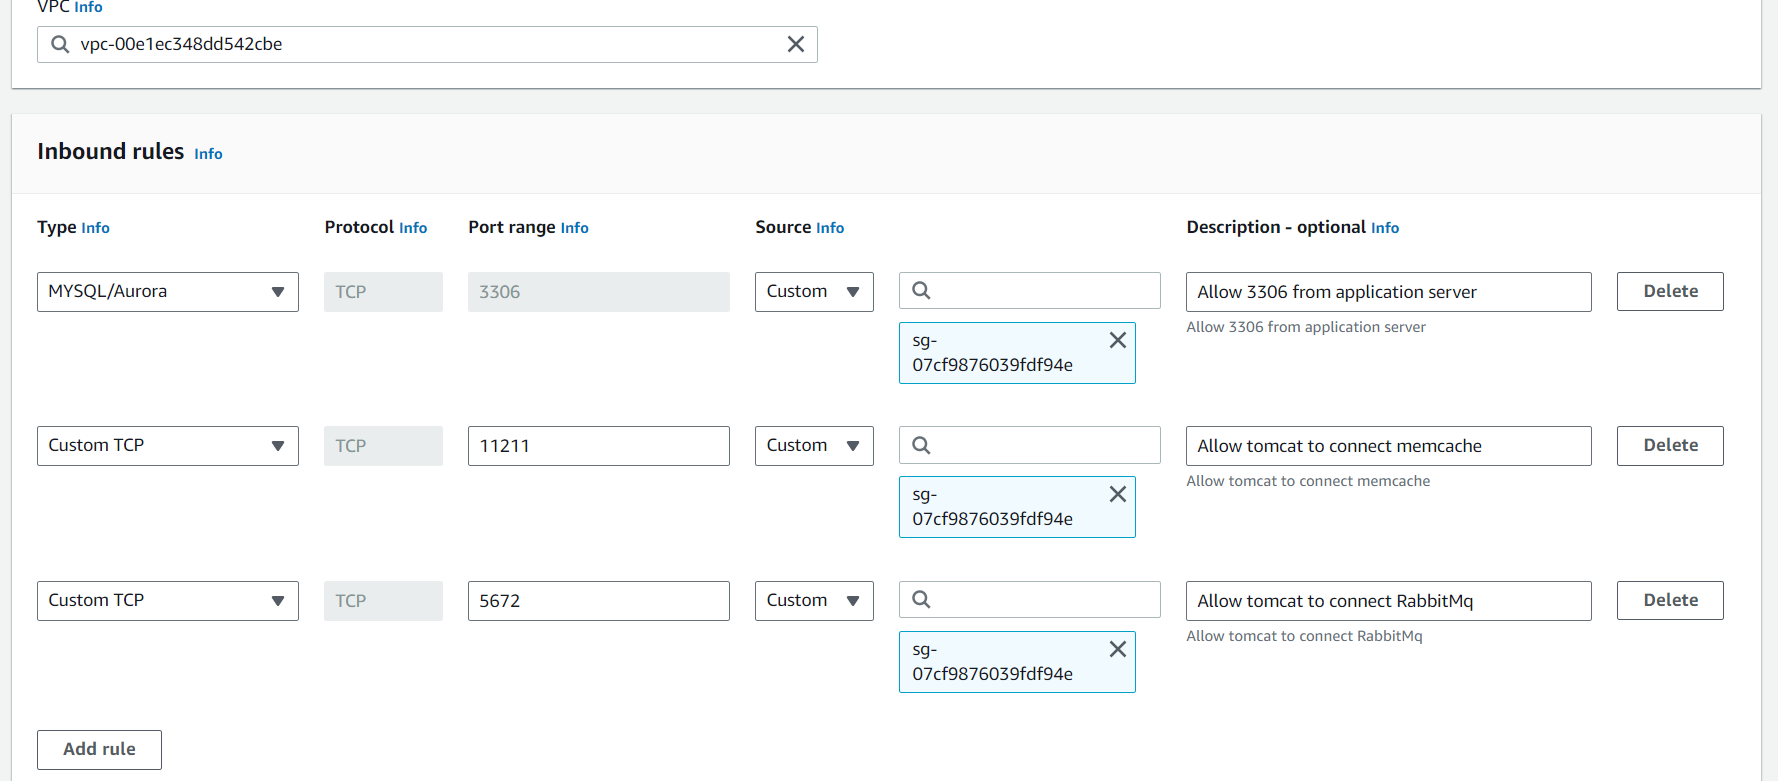 VPC Info
vpc-00e1ec348dd542cbe
Inbound rules Info
Type Info Protocol Info Port range Info Source Info Description - optional Info
MYSQL/Aurora TCP 3306 Custom Allow 3306 from application server Delete
Allow 3306 from application server
sg-
07cf9876039fdf94e
Custom TCP TCP 11211 Custom Allow tomcat to connect memcache Delete
Allow tomcat to connect memcache
sg-
07cf9876039fdf94e
Custom TCP TCP 5672 Custom Allow tomcat to connect RabbitMq Delete
Allow tomcat to connect RabbitMq
sg-
07cf9876039fdf94e
Add rule